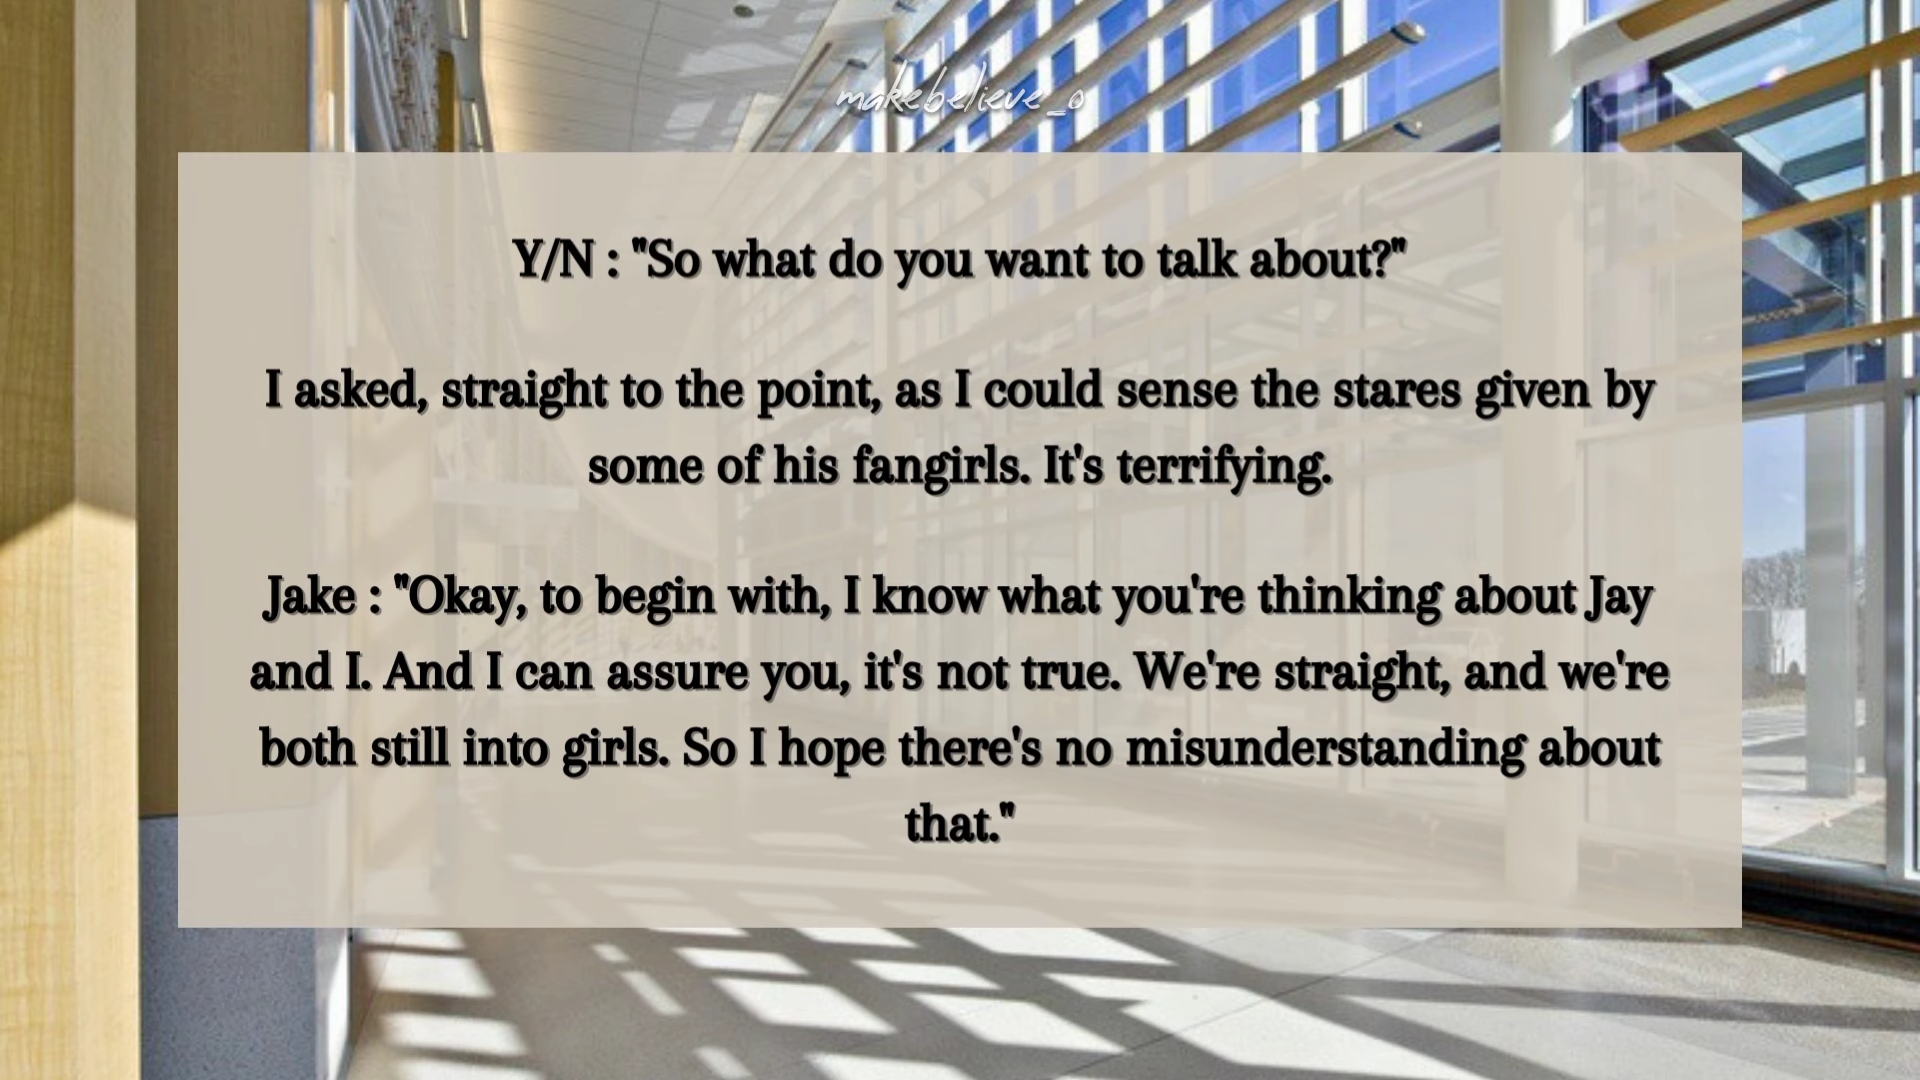 makebelieve_o
Y/N : "So what do you want to talk about?"
I asked, straight to the point, as I could sense the stares given by
some of his fangirls. It's terrifying.
Jake : "Okay, to begin with, I know what you're thinking about Jay
and I. And I can assure you, it's not true. We're straight, and we're
both still into girls. So I hope there's no misunderstanding about
that."